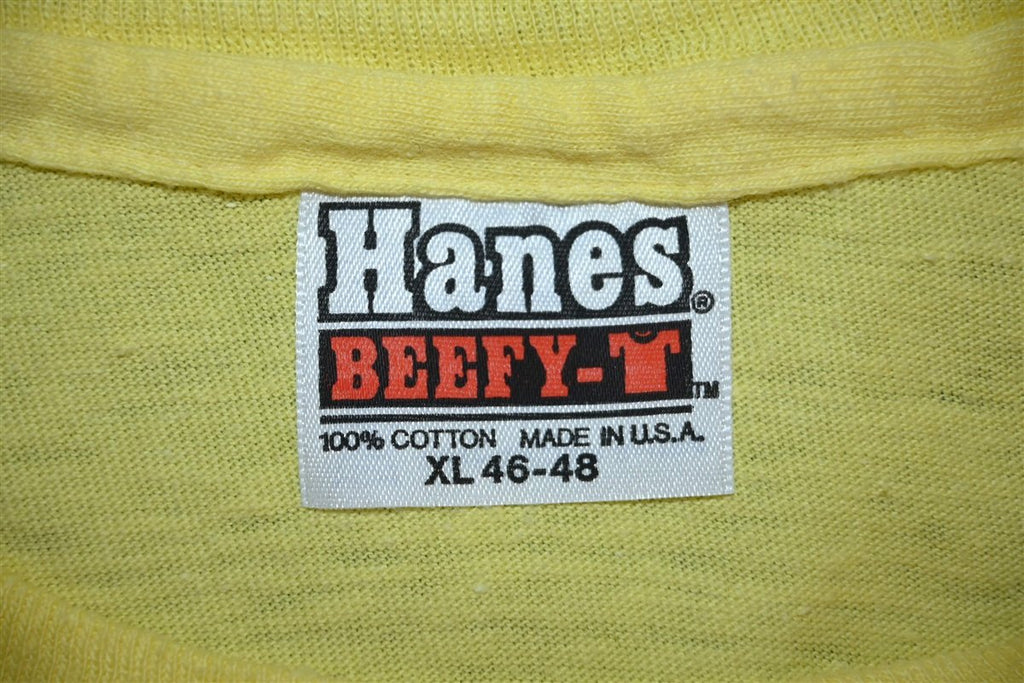 Hanes®
BEEFY-T™
100% COTTON MADE IN U.S.A.
XL 46-48